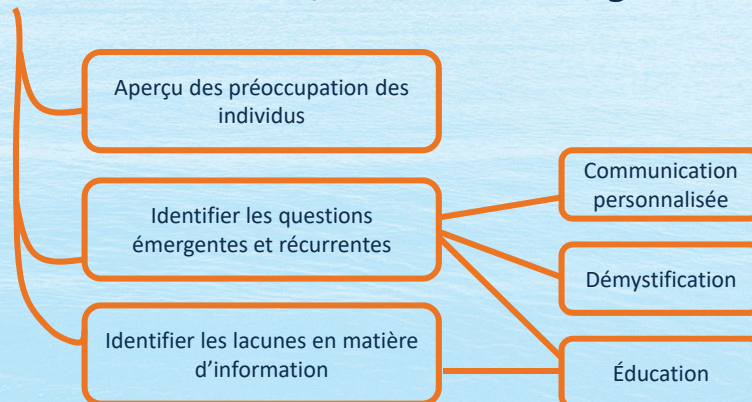 Aperçu des préoccupation des
individus
Identifier les questions
émergentes et récurrentes
Identifier les lacunes en matière
d'information
Communication
personnalisée
Démystification
Éducation